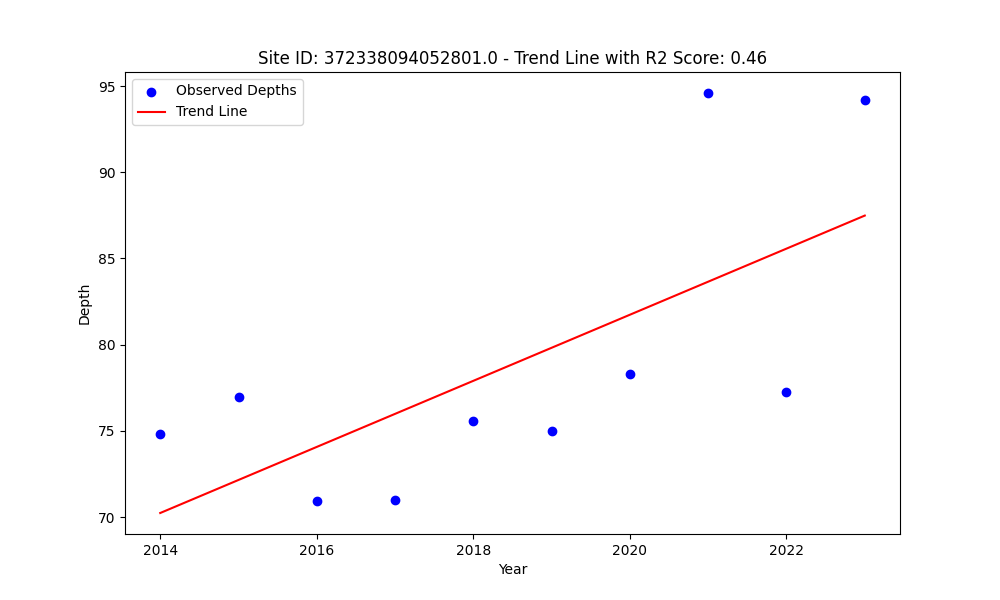 Site ID: 372338094052801.0 - Trend Line with R2 Score: 0.46
Observed Depths
Trend Line
95
90
85
80
75
70
Depth
2014
2016
2018
2020
2022
Year